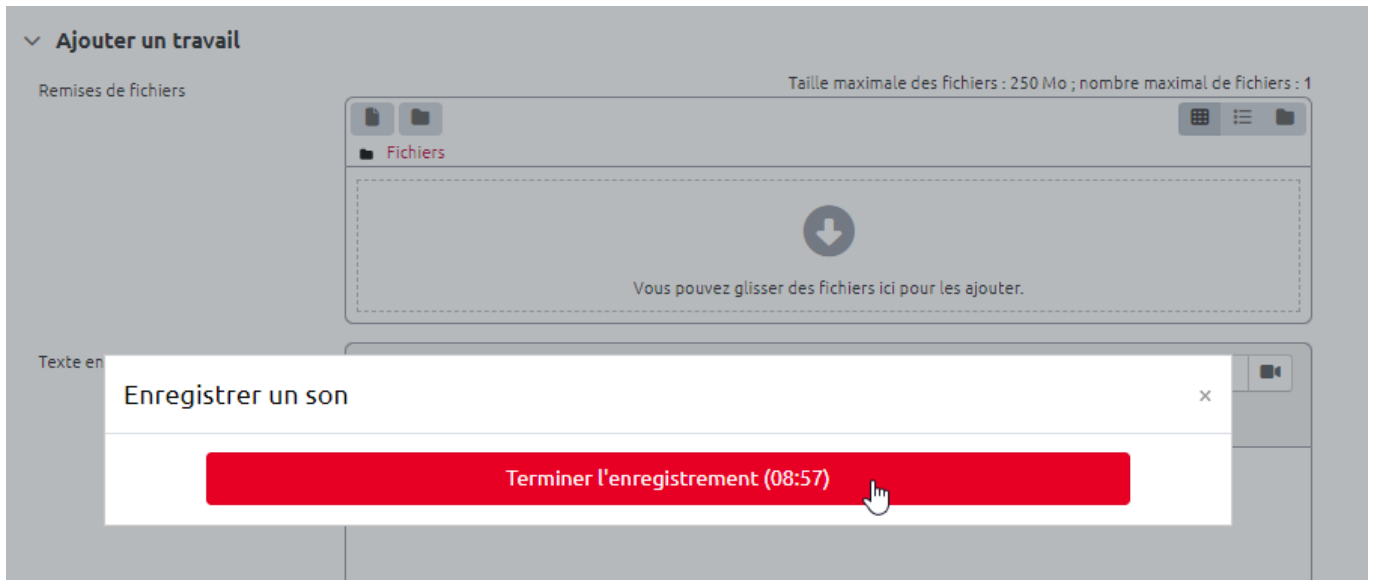 Ajouter un travail
Remises de fichiers
Taille maximale des fichiers : 250 Mo ; nombre maximal de fichiers : 1
Fichiers
Vous pouvez glisser des fichiers ici pour les ajouter.
Texte en
Enregistrer un son
×
Terminer l'enregistrement (08:57)